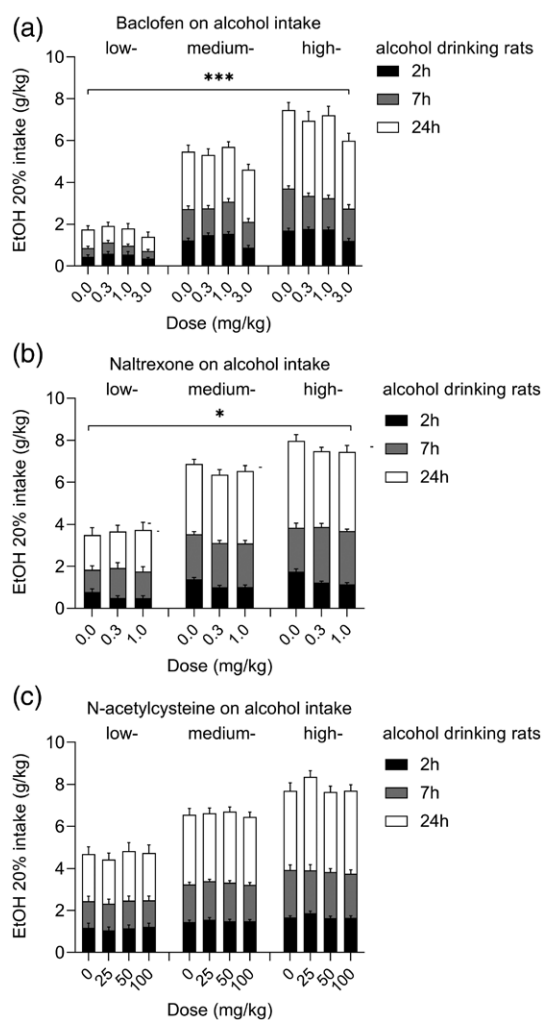 (a)
Baclofen on alcohol intake
low- medium- high- alcohol drinking rats
***
2h
7h
24h
EtOH 20% intake (g/kg)
10
8
6
4
2
0
0.0 0.3 1.0 3.0 0.0 0.3 1.0 3.0 0.0 0.3 1.0 3.0
Dose (mg/kg)
(b)
Naltrexone on alcohol intake
low- medium- high- alcohol drinking rats
*
2h
7h
24h
EtOH 20% intake (g/kg)
10
8
6
4
2
0
0.0 0.3 1.0 0.0 0.3 1.0 0.0 0.3 1.0
Dose (mg/kg)
(c)
N-acetylcysteine on alcohol intake
low- medium- high- alcohol drinking rats
2h
7h
24h
EtOH 20% intake (g/kg)
10
8
6
4
2
0
0 25 50 100 0 25 50 100 0 25 50 100
Dose (mg/kg)